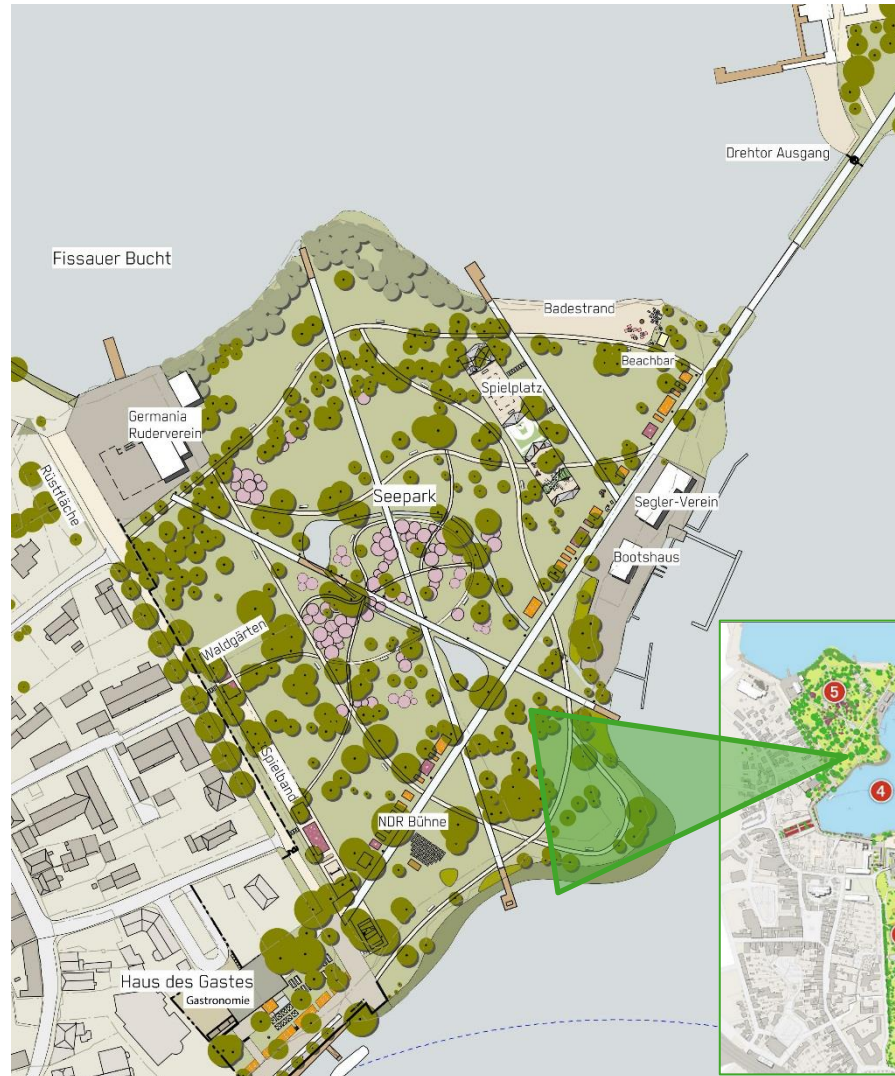 Drehtor Ausgang
Fissauer Bucht
Badestrand
Beachbar
Spielplatz
Germania
Ruderverein
Rüstfläche
Seepark
Segler-Verein
Bootshaus
Waldgärten
Spielband
NDR Bühne
Haus des Gastes
Gastronomie
5
4